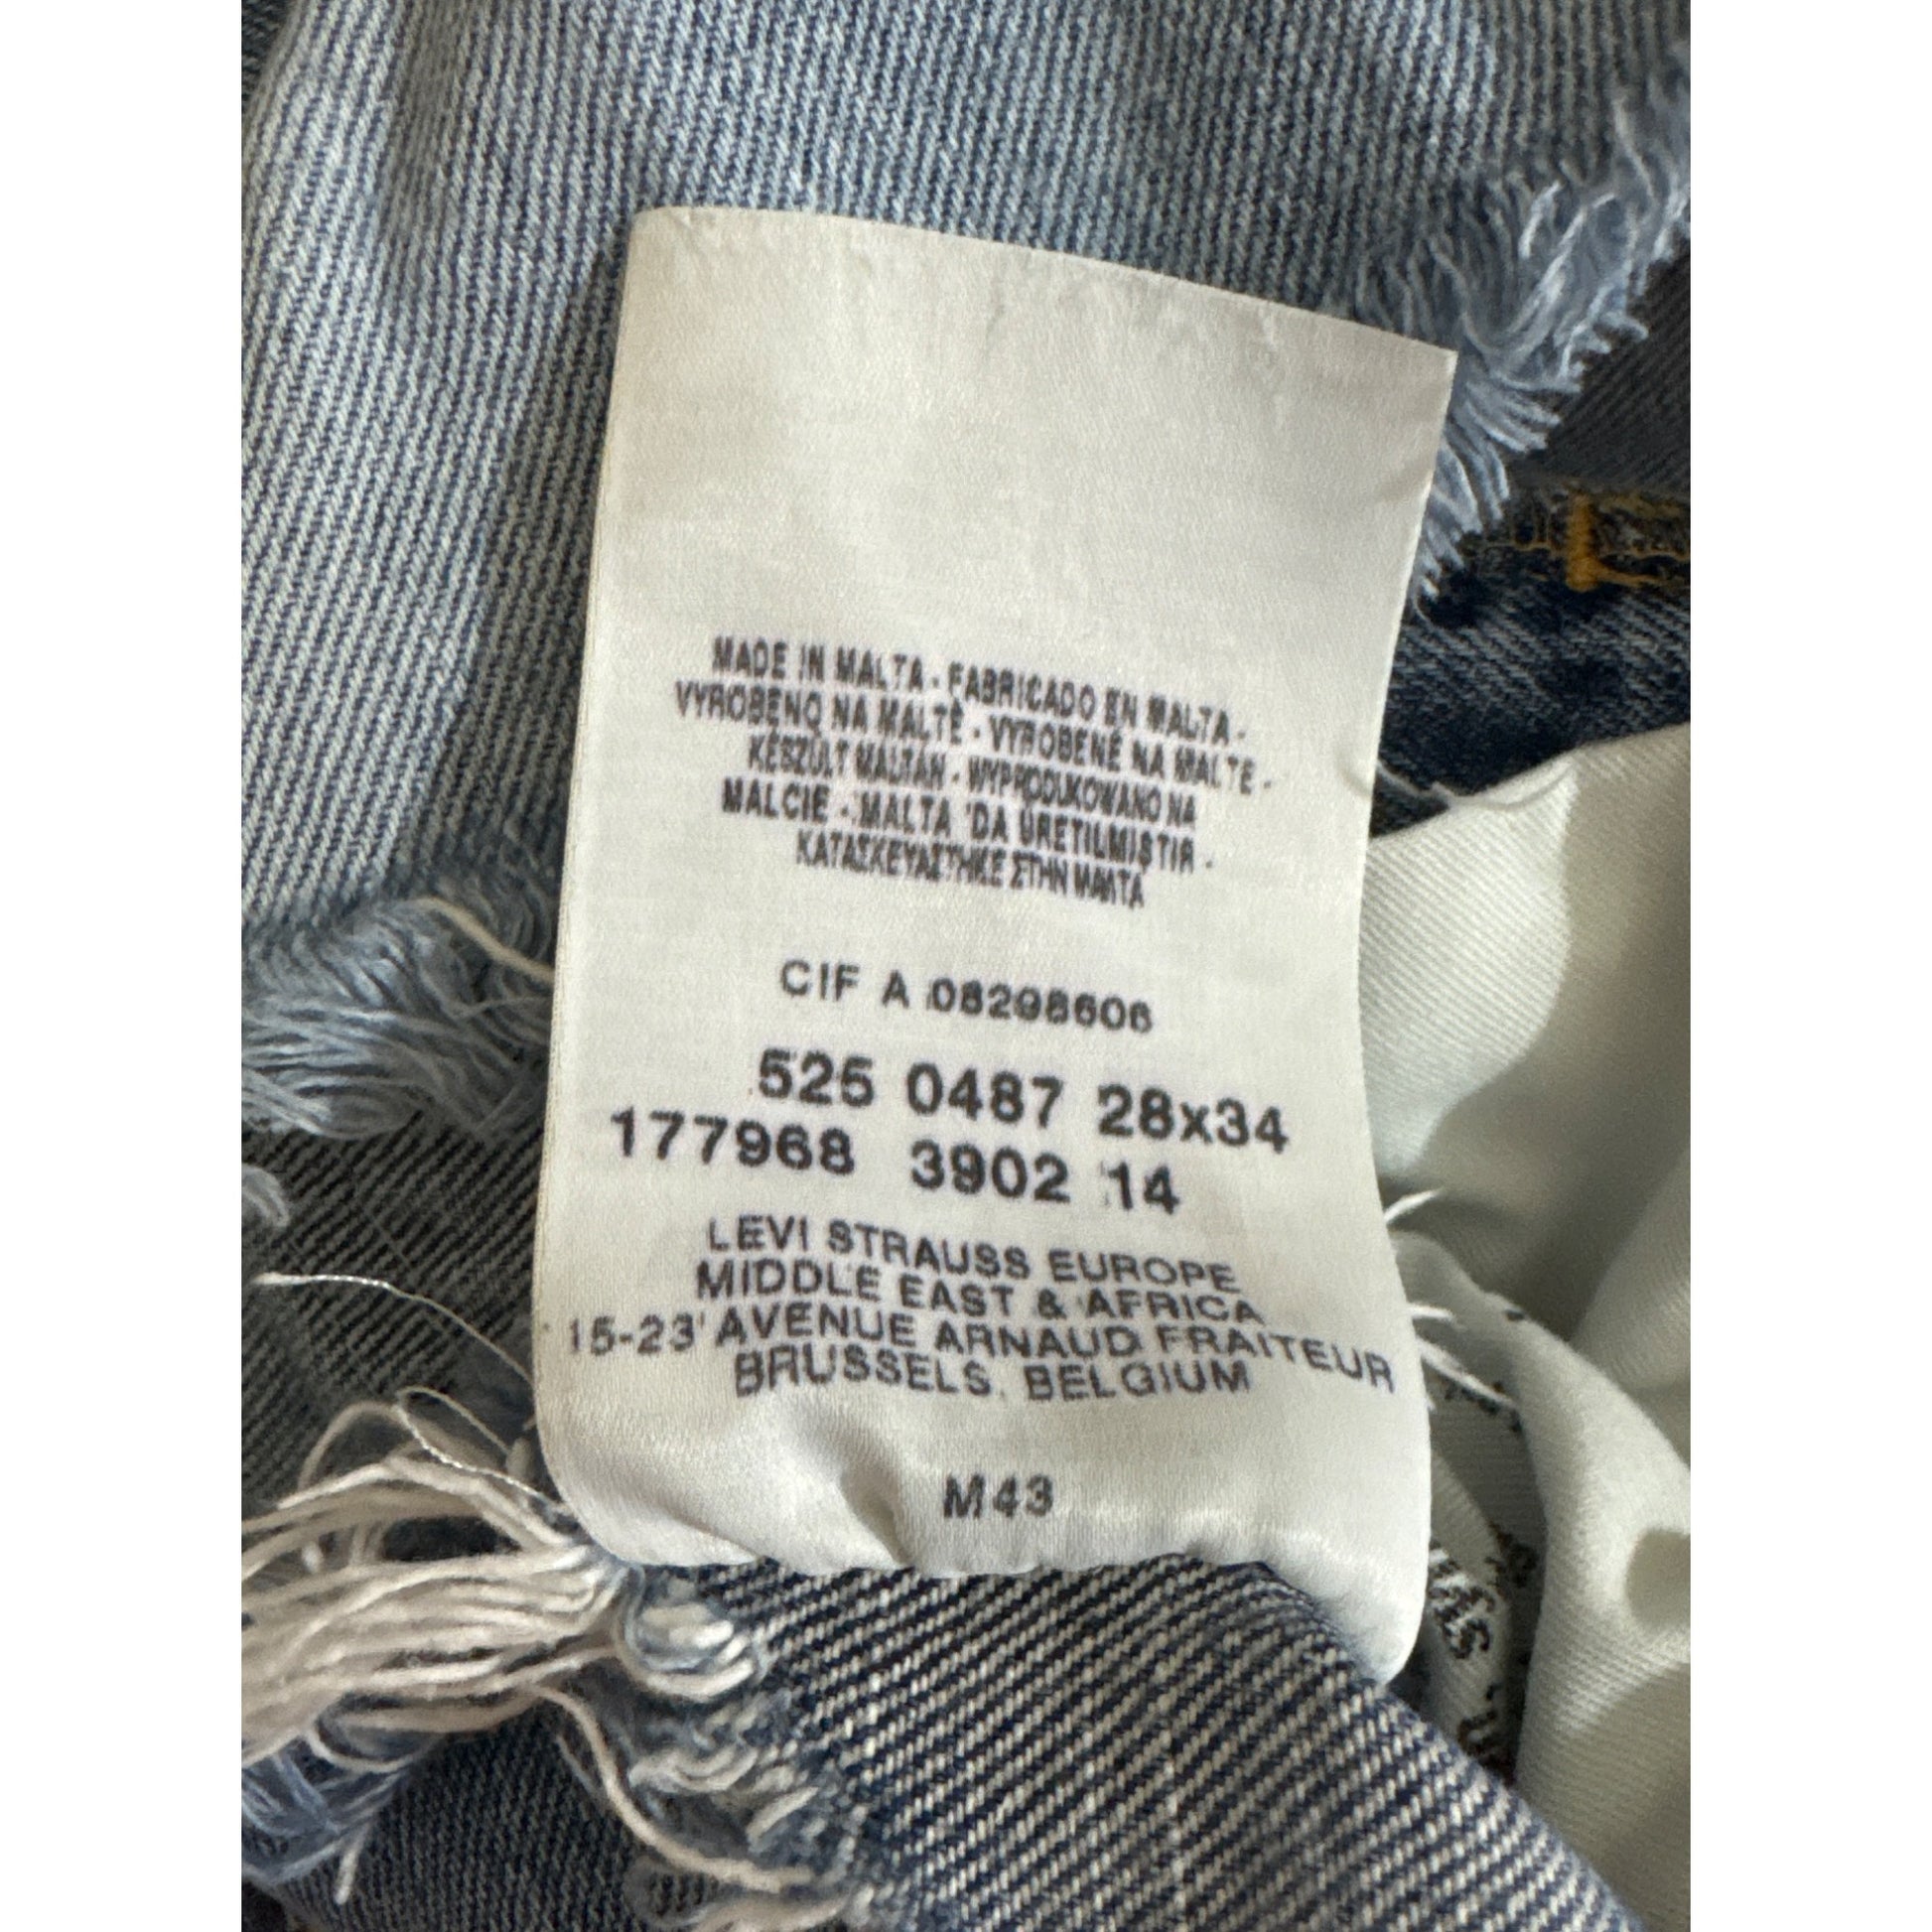 MADE IN MALTA - FABRICADO EN MALTA -
VYROBENO NA MALTĚ - VYROBENÉ NA MALTE -
KÉSZÜLT MÁLTÁN - WYPRODUKOWANO NA
MALCIE - MALTA 'DA ÜRETILMISTIR -
ΚΑΤΑΣΚΕΥΑΣΤΗΚΕ ΣΤΗΝ ΜΑΛΤΑ
CIF A 08298606
525 0487 28x34
177968 3902 14
LEVI STRAUSS EUROPE
MIDDLE EAST & AFRICA
15-23 AVENUE ARNAUD FRAITEUR
BRUSSELS, BELGIUM
M43